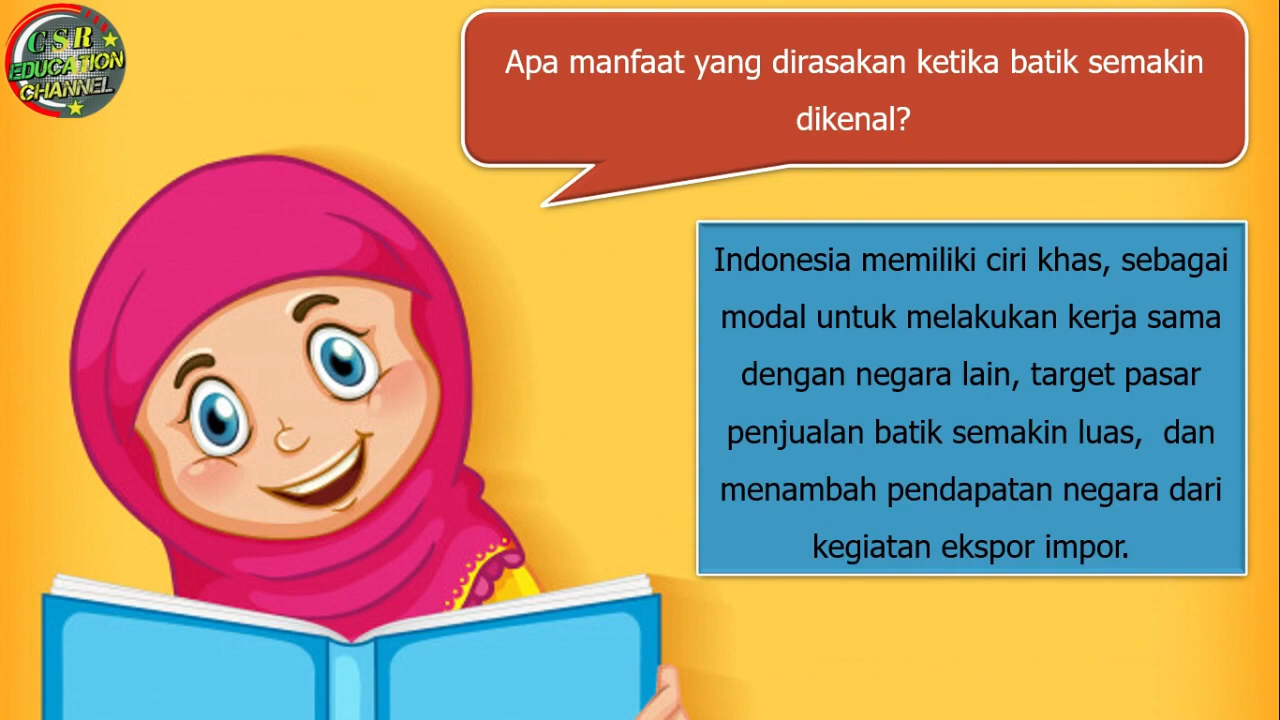 CSR
EDUCATION
CHANNEL
Apa manfaat yang dirasakan ketika batik semakin
dikenal?
Indonesia memiliki ciri khas, sebagai
modal untuk melakukan kerja sama
dengan negara lain, target pasar
penjualan batik semakin luas,  dan
menambah pendapatan negara dari
kegiatan ekspor impor.